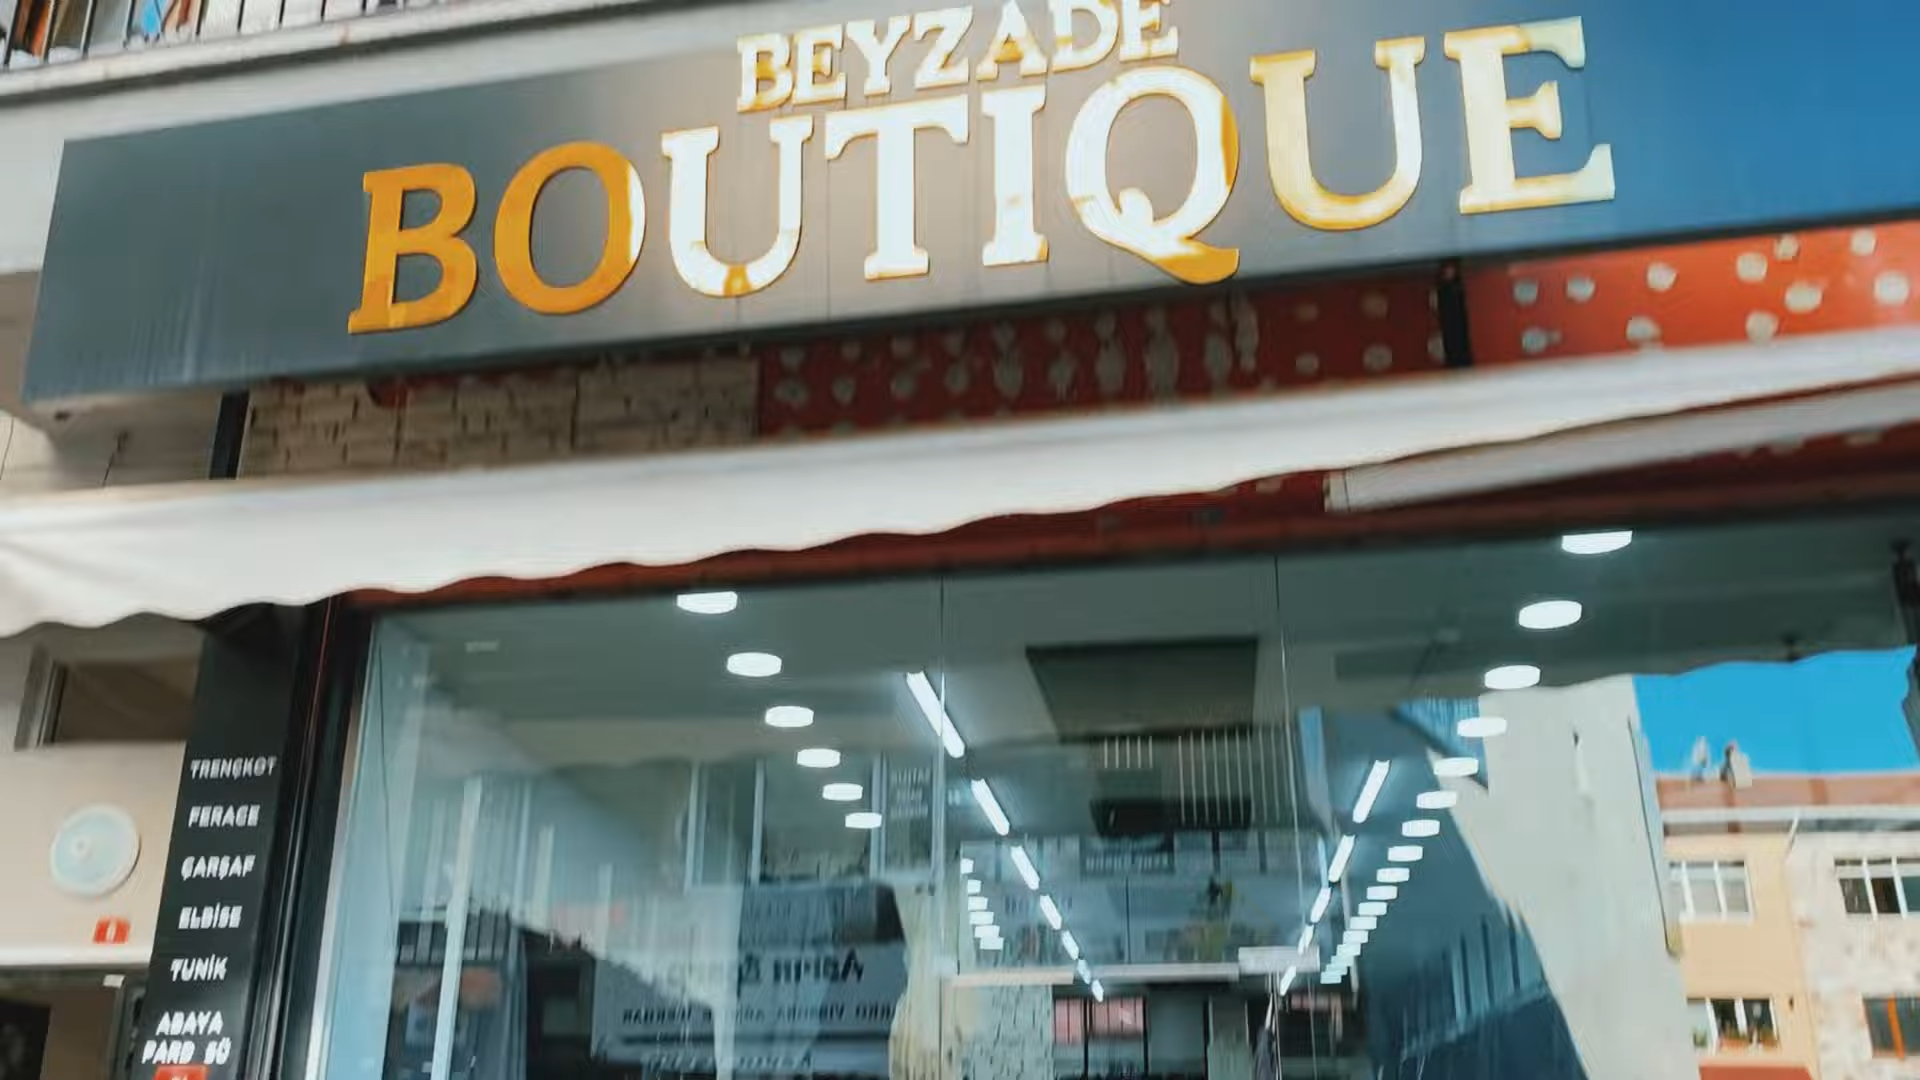 BEYZADE
BOUTIQUE
TRENÇKOT
FERACE
ÇARŞAF
ELBİSE
TUNİK
ABAYA
PARD SÜ